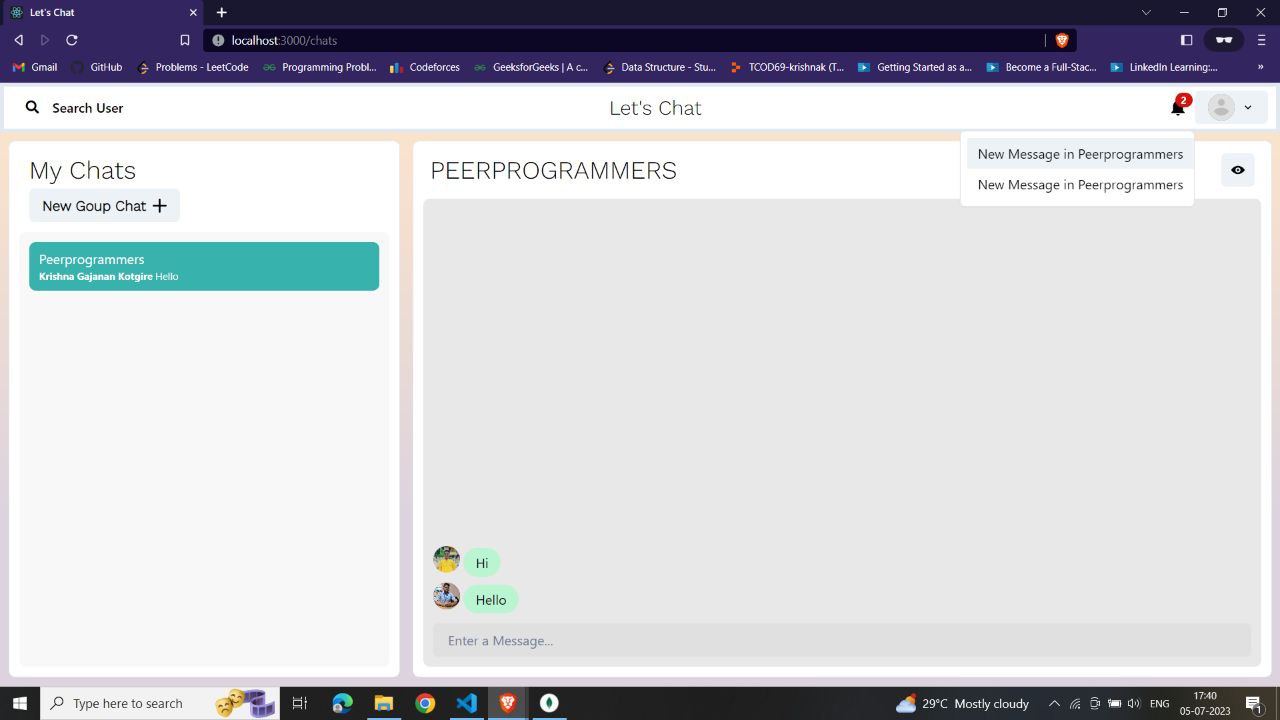 Let's Chat
localhost:3000/chats
Gmail
GitHub
Problems - LeetCode
Programming Probl...
Codeforces
GeeksforGeeks | A c...
Data Structure - Stu...
TCOD69-krishnak (T...
Getting Started as a...
Become a Full-Stac...
LinkedIn Learning:...
»
Search User
Let's Chat
2
New Message in Peerprogrammers
New Message in Peerprogrammers
My Chats
New Goup Chat +
Peerprogrammers
Krishna Gajanan Kotgire Hello
PEERPROGRAMMERS
Hi
Hello
Enter a Message...
Type here to search
29°C Mostly cloudy
ENG
17:40
05-07-2023
1